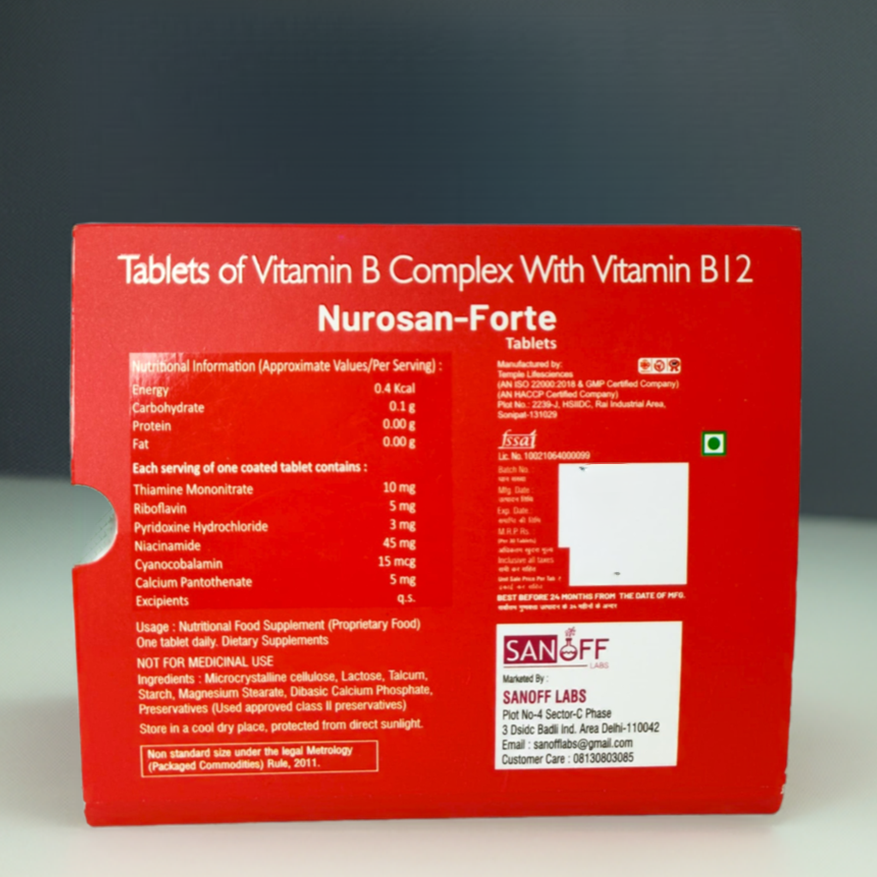 Tablets of Vitamin B Complex With Vitamin B12
Nurosan-Forte
Tablets
Nutritional Information (Approximate Values/Per Serving) :
Energy 0.4 Kcal
Carbohydrate 0.1 g
Protein 0.00 g
Fat 0.00 g
Each serving of one coated tablet contains :
Thiamine Mononitrate 10 mg
Riboflavin 5 mg
Pyridoxine Hydrochloride 3 mg
Niacinamide 45 mg
Cyanocobalamin 15 mcg
Calcium Pantothenate 5 mg
Excipients q.s.
Usage : Nutritional Food Supplement (Proprietary Food)
One tablet daily. Dietary Supplements
NOT FOR MEDICINAL USE
Ingredients : Microcrystalline cellulose, Lactose, Talcum,
Starch, Magnesium Stearate, Dibasic Calcium Phosphate,
Preservatives (Used approved class II preservatives)
Store in a cool dry place, protected from direct sunlight.
Non standard size under the legal Metrology
(Packaged Commodities) Rule, 2011.
Manufactured by:
Temple Lifesciences
(AN ISO 22000:2018 & GMP Certified Company)
(AN HACCP Certified Company)
Plot No.: 2239-J, HSIIDC, Rai Industrial Area,
Sonipat-131029
fssai
Lic. No. 10021064000099
Batch No.
Mfg. Date
Exp. Date
M.R.P. Rs.
Inclusive all taxes
Unit Sale Price Per Tab
BEST BEFORE 24 MONTHS FROM THE DATE OF MFG.
SANOFF
LABS
Marketed By :
SANOFF LABS
Plot No-4 Sector-C Phase
3 Dsidc Badli Ind. Area Delhi-110042
Email : sanofflabs@gmail.com
Customer Care : 08130803085